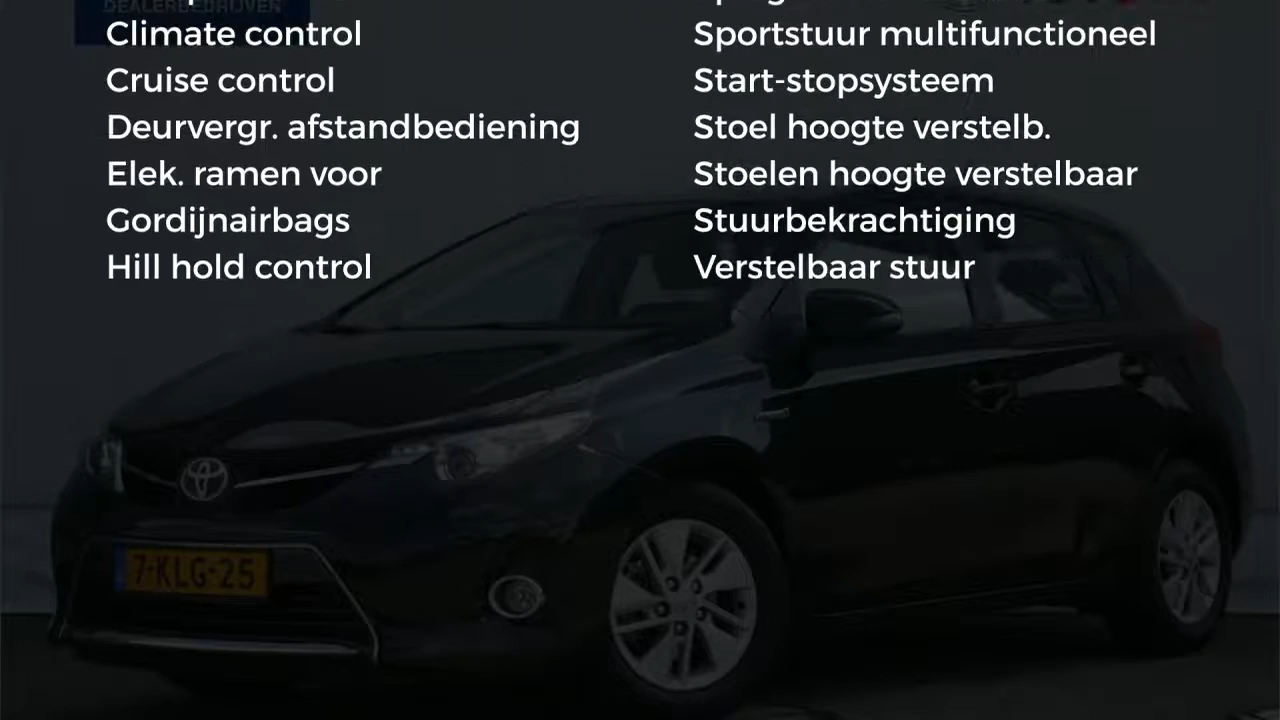 DEALERBEDRIJVEN
Climate control
Cruise control
Deurvergr. afstandbediening
Elek. ramen voor
Gordijnairbags
Hill hold control
Sportstuur multifunctioneel
Start-stopsysteem
Stoel hoogte verstelb.
Stoelen hoogte verstelbaar
Stuurbekrachtiging
Verstelbaar stuur
7-KLG-25